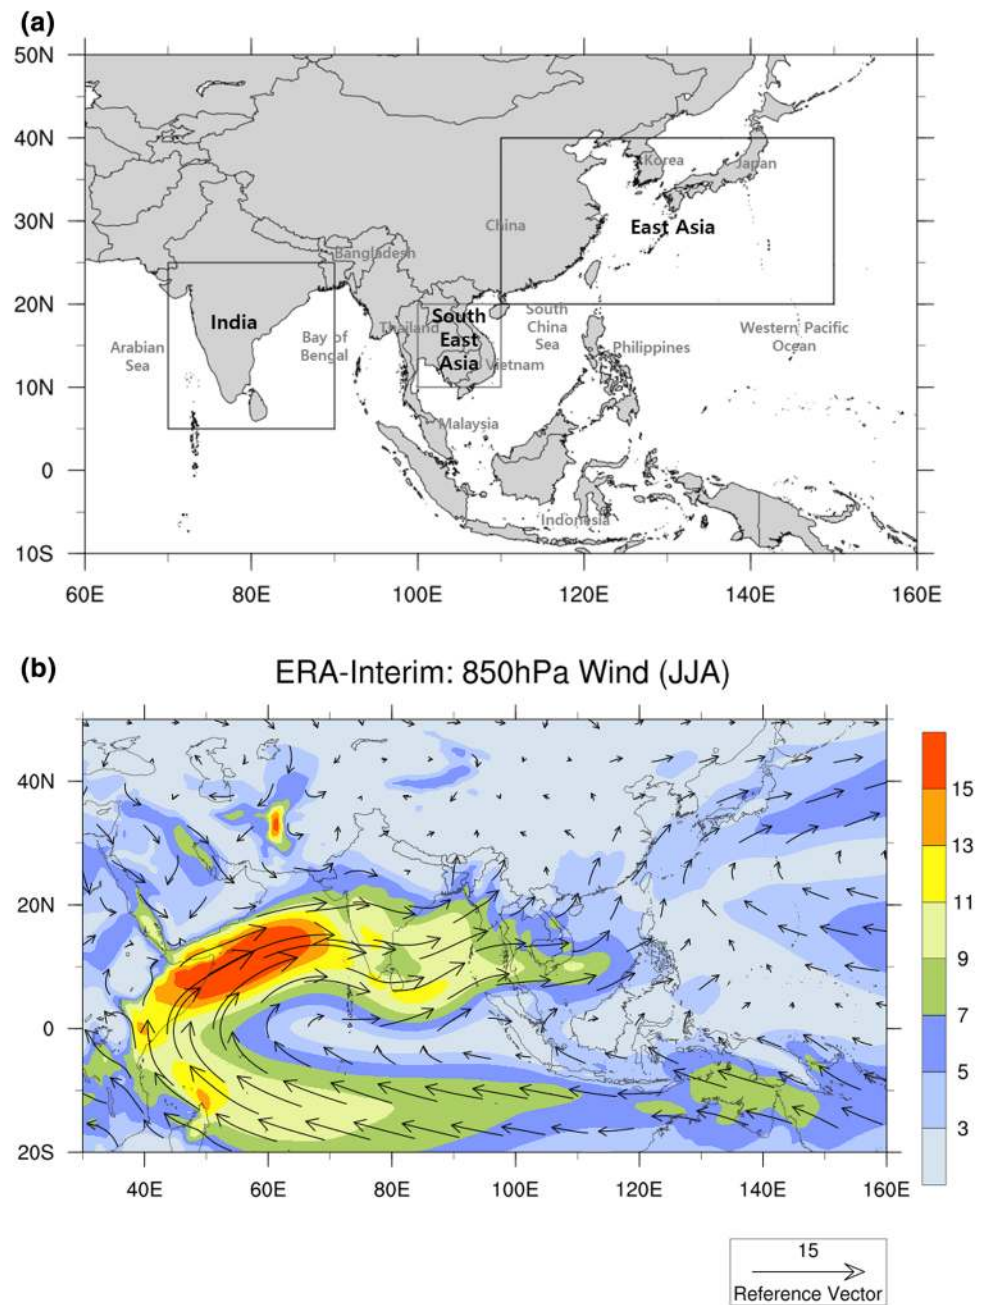 (a)
50N
40N
30N
20N
10N
0
10S
60E 80E 100E 120E 140E 160E
Korea
Japan
East Asia
China
Bangladesh
India
Arabian
Sea
Bay of
Bengal
Thailand
South
East
Asia
Vietnam
South
China
Sea
Philippines
Western Pacific
Ocean
Malaysia
Indonesia
(b)
ERA-Interim: 850hPa Wind (JJA)
40N
20N
0
20S
40E 60E 80E 100E 120E 140E 160E
15
13
11
9
7
5
3
15
Reference Vector